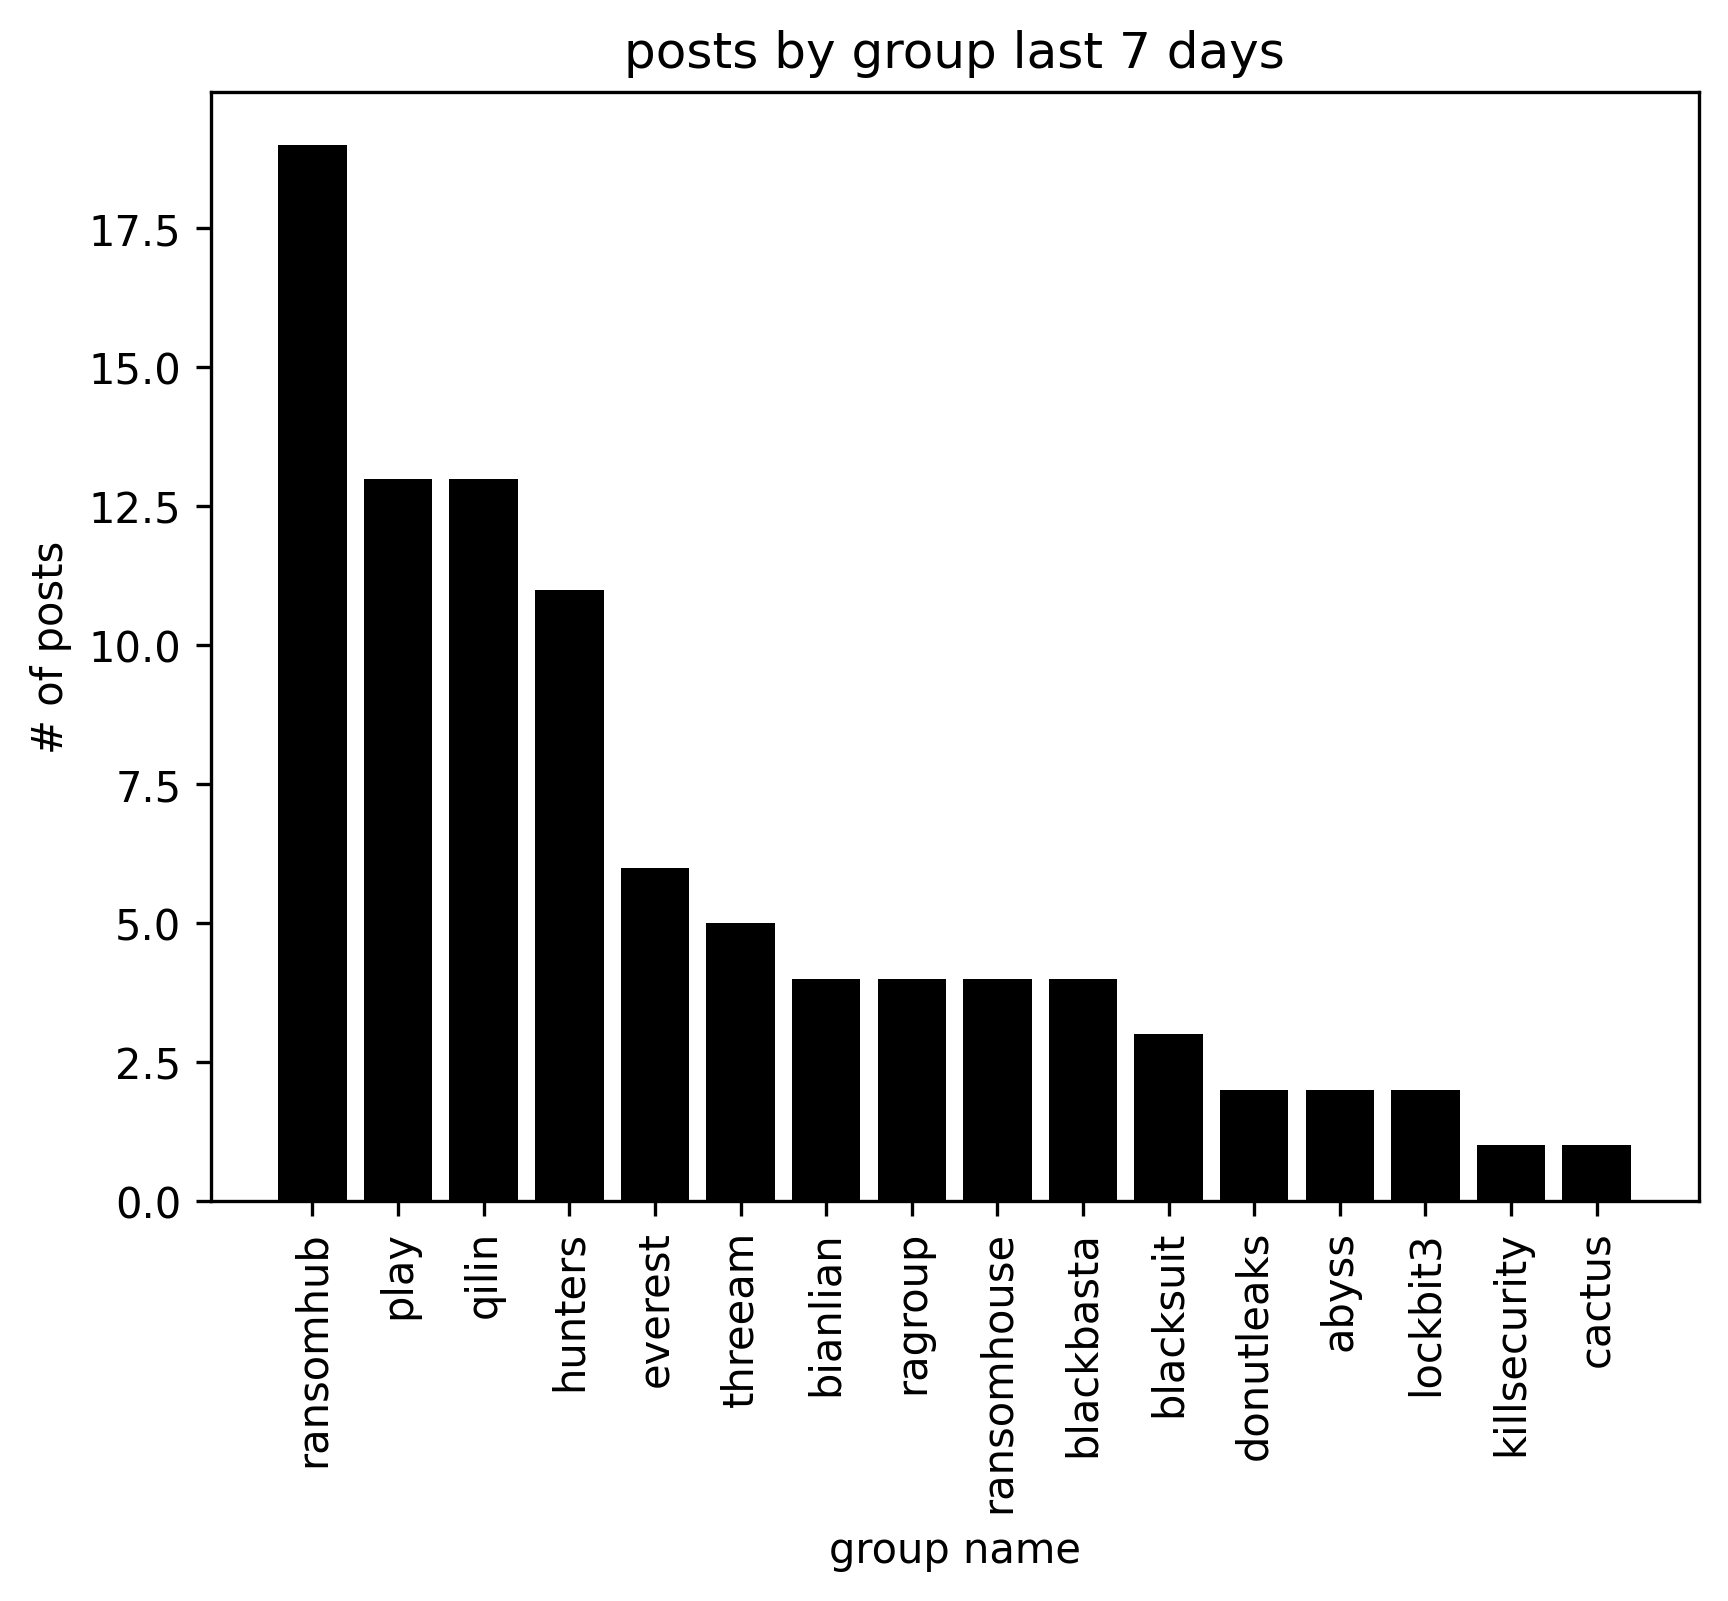 posts by group last 7 days
# of posts
17.5
15.0
12.5
10.0
7.5
5.0
2.5
0.0
ransomhub
play
qilin
hunters
everest
threeam
bianlian
ragroup
ransomhouse
blackbasta
blacksuit
donutleaks
abyss
lockbit3
killsecurity
cactus
group name